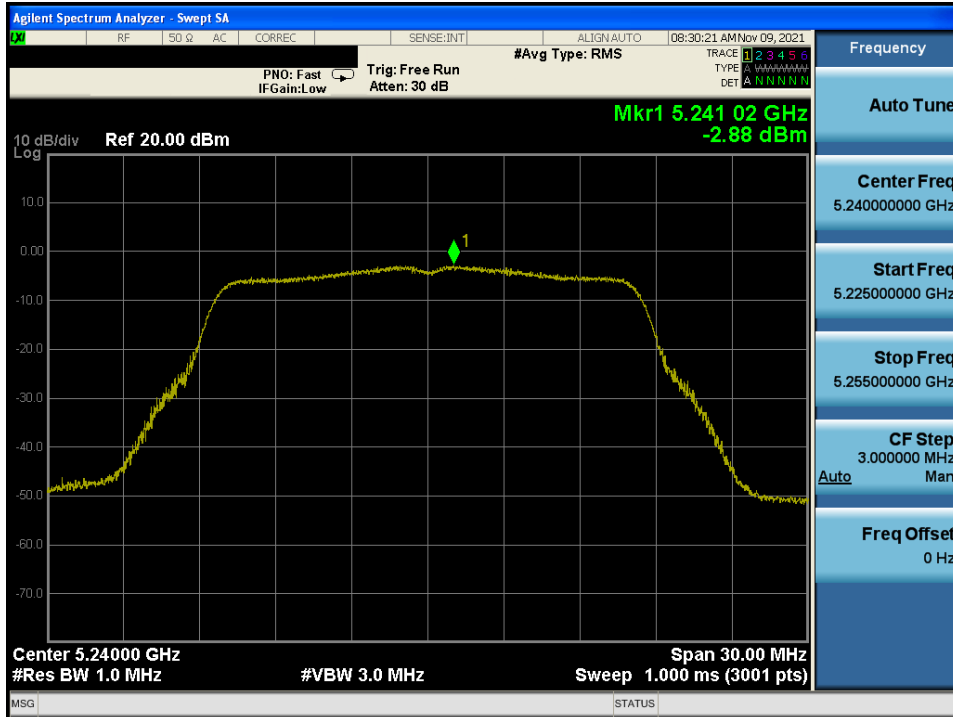 Agilent Spectrum Analyzer - Swept SA
LXI RF 50 Ω AC CORREC SENSE:INT ALIGN AUTO 08:30:21 AM Nov 09, 2021
#Avg Type: RMS TRACE 1 2 3 4 5 6
PNO: Fast Trig: Free Run TYPE A WWWWW
IFGain:Low Atten: 30 dB DET A N N N N N
Mkr1 5.241 02 GHz
-2.88 dBm
10 dB/div Ref 20.00 dBm
Log
10.0
0.00
1
-10.0
-20.0
-30.0
-40.0
-50.0
-60.0
-70.0
Center 5.24000 GHz Span 30.00 MHz
#Res BW 1.0 MHz #VBW 3.0 MHz Sweep 1.000 ms (3001 pts)
MSG STATUS
Frequency
Auto Tune
Center Freq
5.240000000 GHz
Start Freq
5.225000000 GHz
Stop Freq
5.255000000 GHz
CF Step
3.000000 MHz
Auto Man
Freq Offset
0 Hz